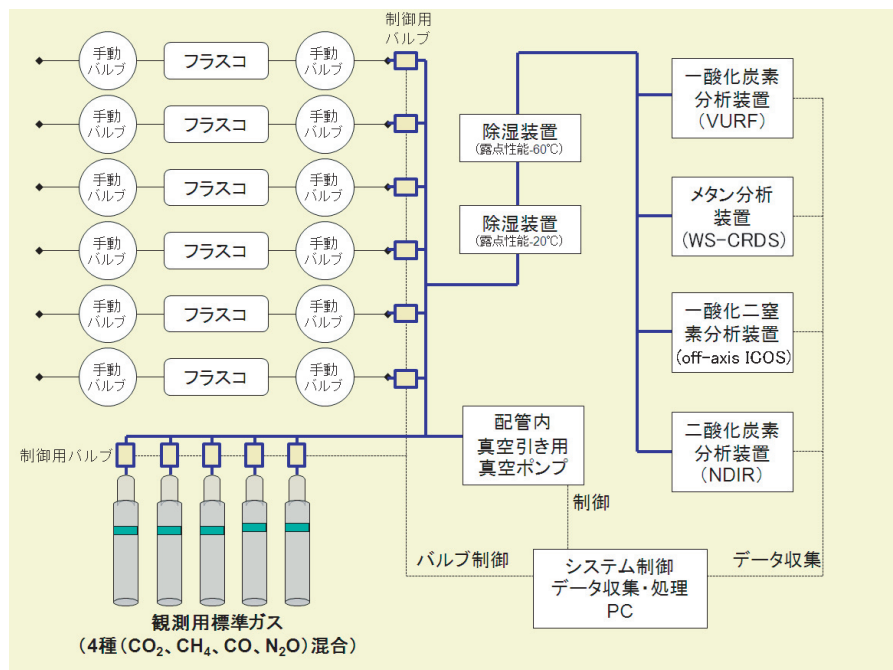 制御用
バルブ
手動
バルブ
フラスコ
手動
バルブ
手動
バルブ
フラスコ
手動
バルブ
手動
バルブ
フラスコ
手動
バルブ
手動
バルブ
フラスコ
手動
バルブ
手動
バルブ
フラスコ
手動
バルブ
手動
バルブ
フラスコ
手動
バルブ
除湿装置
(露点性能-60℃)
除湿装置
(露点性能-20℃)
一酸化炭素
分析装置
(VURF)
メタン分析
装置
(WS-CRDS)
一酸化二窒
素分析装置
(off-axis ICOS)
二酸化炭素
分析装置
(NDIR)
配管内
真空引き用
真空ポンプ
制御用バルブ
制御
バルブ制御
システム制御
データ収集・処理
PC
データ収集
観測用標準ガス
(4種(CO₂、CH₄、CO、N₂O)混合)